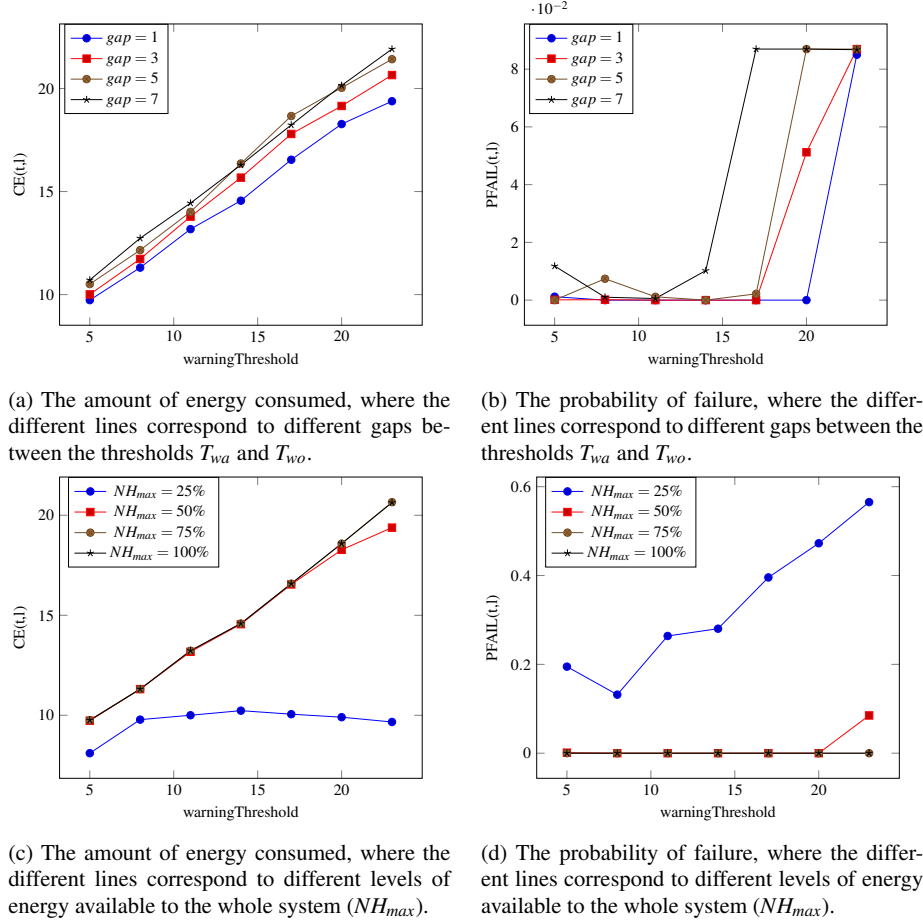 gap = 1
gap = 3
gap = 5
gap = 7
20
15
10
CE(t,l)
5
10
15
20
warningThreshold
(a) The amount of energy consumed, where the
different lines correspond to different gaps be-
tween the thresholds T_wa and T_wo.
·10⁻²
gap = 1
gap = 3
gap = 5
gap = 7
8
6
4
2
0
PFAIL(t,l)
5
10
15
20
warningThreshold
(b) The probability of failure, where the differ-
ent lines correspond to different gaps between the
thresholds T_wa and T_wo.
NH_max = 25%
NH_max = 50%
NH_max = 75%
NH_max = 100%
20
15
10
CE(t,l)
5
10
15
20
warningThreshold
(c) The amount of energy consumed, where the
different lines correspond to different levels of
energy available to the whole system (NH_max).
NH_max = 25%
NH_max = 50%
NH_max = 75%
NH_max = 100%
0.6
0.4
0.2
0
PFAIL(t,l)
5
10
15
20
warningThreshold
(d) The probability of failure, where the differ-
ent lines correspond to different levels of energy
available to the whole system (NH_max).